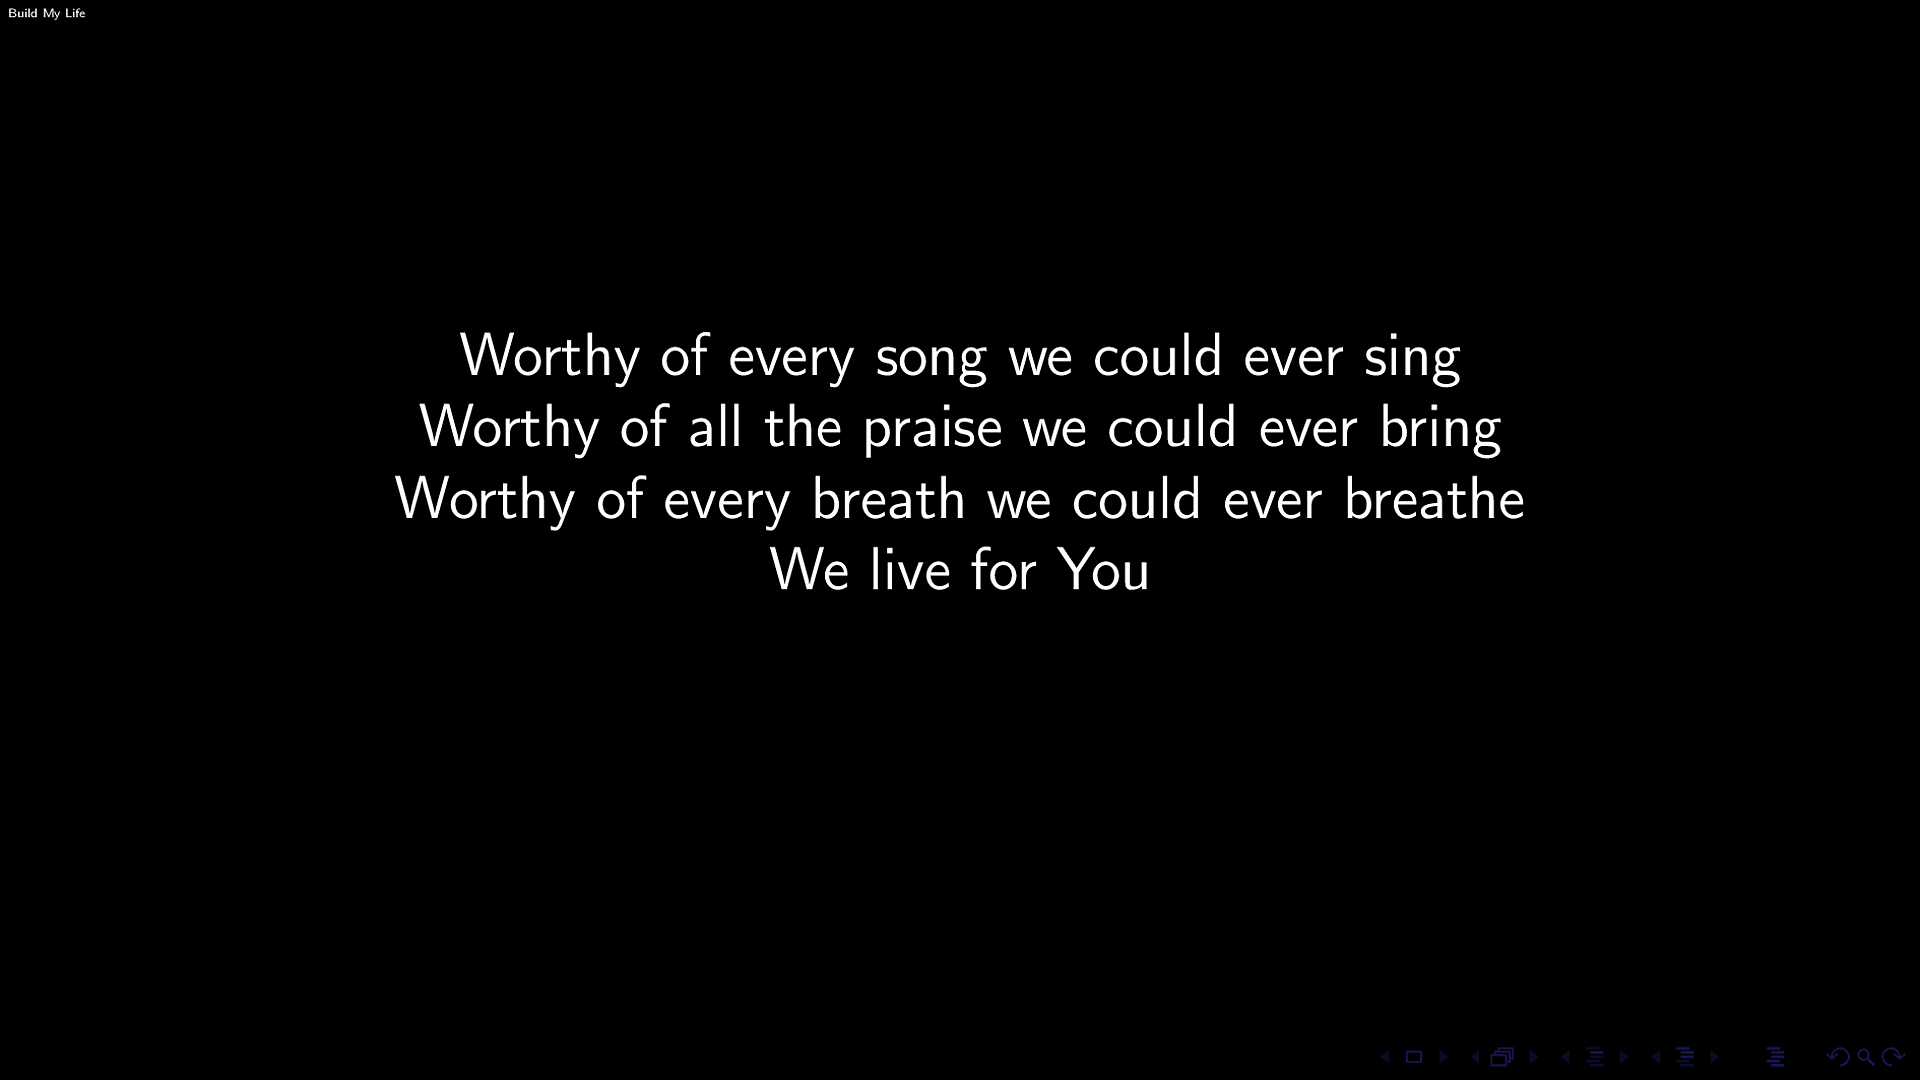 Build My Life
Worthy of every song we could ever sing
Worthy of all the praise we could ever bring
Worthy of every breath we could ever breathe
We live for You